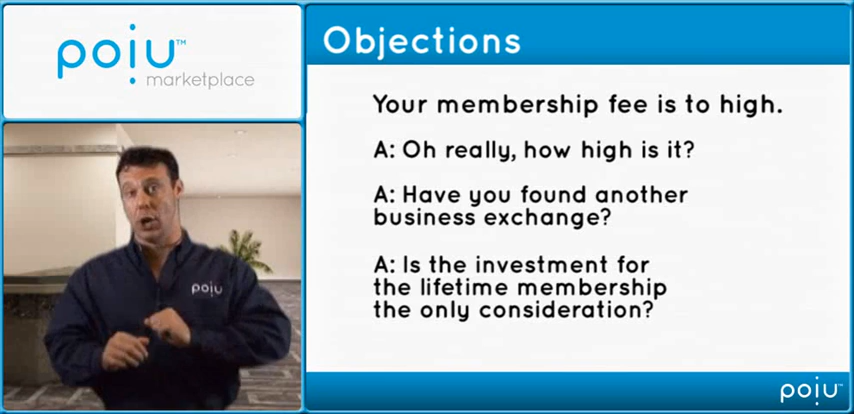 poiu™
marketplace
Objections
Your membership fee is to high.
A: Oh really, how high is it?
A: Have you found another
business exchange?
A: Is the investment for
the lifetime membership
the only consideration?
poiu
poiu™